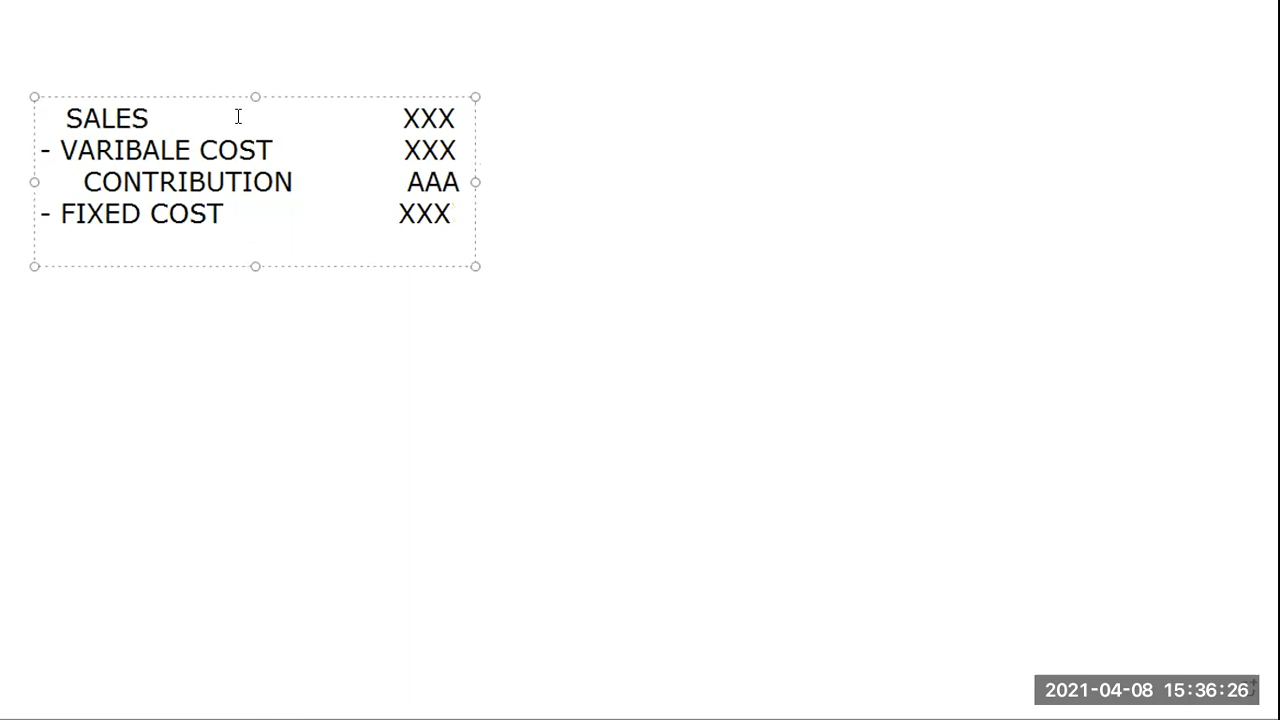 SALES XXX
- VARIBALE COST XXX
CONTRIBUTION AAA
- FIXED COST XXX
2021-04-08 15:36:26